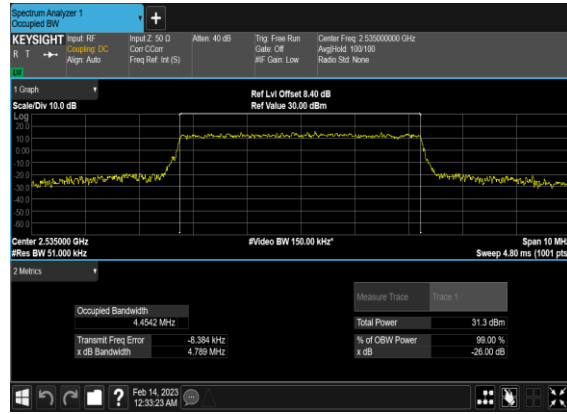 Spectrum Analyzer 1
Occupied BW
+
KEYSIGHT Input: RF Input Z: 50 Ω Atten: 40 dB Trig: Free Run Center Freq: 2.535000000 GHz
R T Coupling: DC Corr CCorr Gate: Off Avg|Hold: 100/100
Align: Auto Freq Ref: Int (S) #IF Gain: Low Radio Std: None
1 Graph
Ref Lvl Offset 8.40 dB
Scale/Div 10.0 dB Ref Value 30.00 dBm
Log
20.0
10.0
0.00
-10.0
-20.0
-30.0
-40.0
-50.0
-60.0
Center 2.535000 GHz #Video BW 150.00 kHz* Span 10 MHz
#Res BW 51.000 kHz Sweep 4.80 ms (1001 pts
2 Metrics
Measure Trace Trace 1
Occupied Bandwidth
4.4542 MHz
Total Power 31.3 dBm
Transmit Freq Error -8.384 kHz % of OBW Power 99.00 %
x dB Bandwidth 4.789 MHz x dB -26.00 dB
? Feb 14, 2023
12:33:23 AM